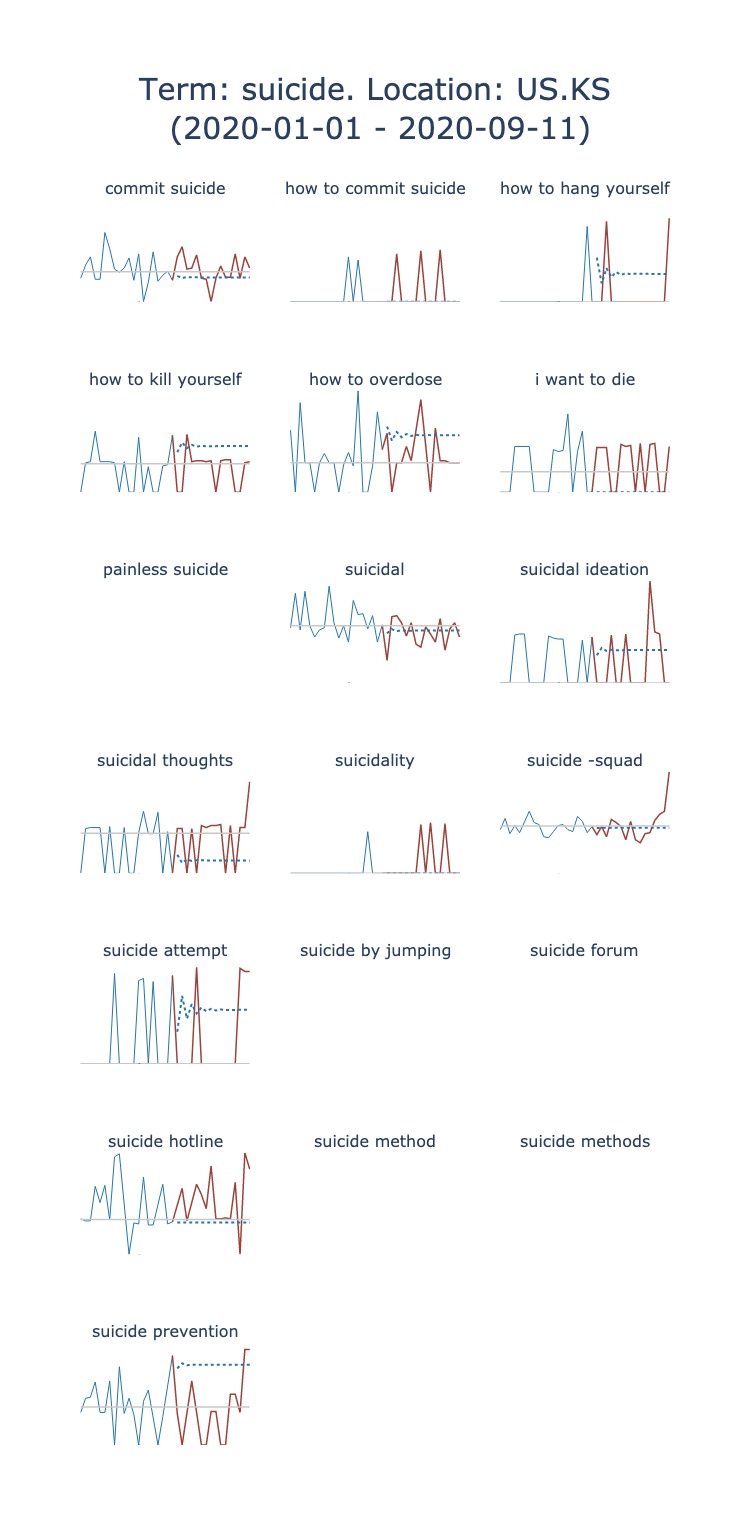 Term: suicide. Location: US.KS
(2020-01-01 - 2020-09-11)
commit suicide
how to commit suicide
how to hang yourself
how to kill yourself
how to overdose
i want to die
painless suicide
suicidal
suicidal ideation
suicidal thoughts
suicidality
suicide -squad
suicide attempt
suicide by jumping
suicide forum
suicide hotline
suicide method
suicide methods
suicide prevention